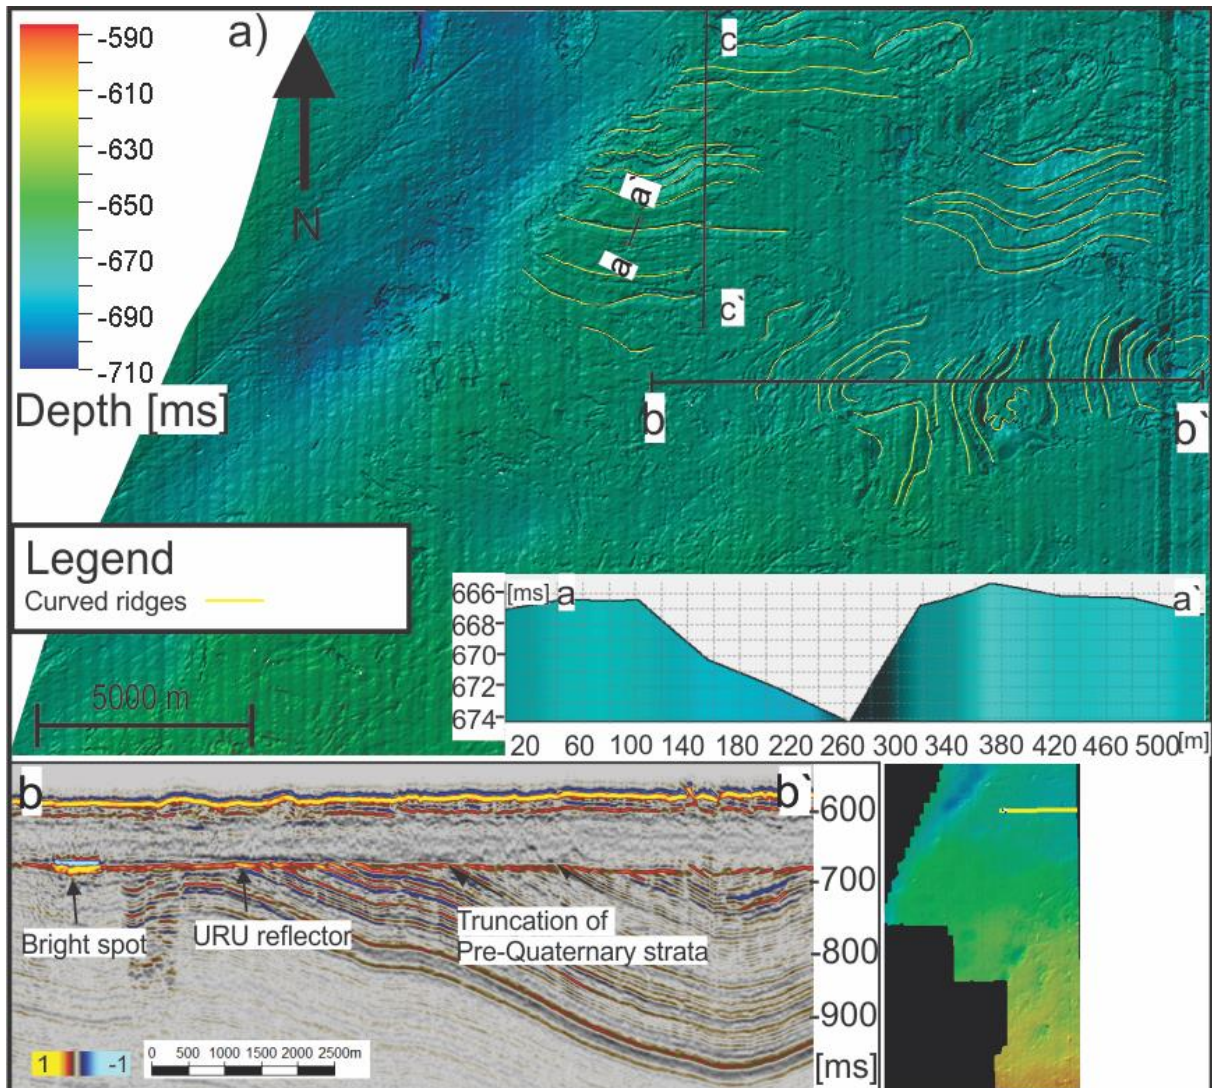 a)
-590
-610
-630
-650
-670
-690
-710
Depth [ms]
N
c
a`
a
c`
b
b`
Legend
Curved ridges
5000 m
[ms]
a
a`
666
668
670
672
674
20 60 100 140 180 220 260 300 340 380 420 460 500 [m]
b
b`
-600
-700
-800
-900
[ms]
Bright spot
URU reflector
Truncation of
Pre-Quaternary strata
1 -1
0 500 1000 1500 2000 2500m